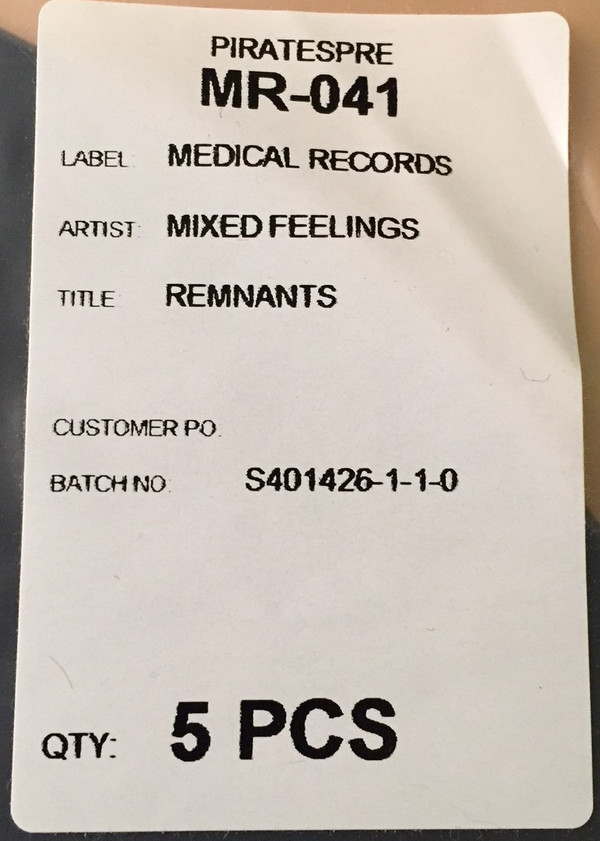 PIRATESPRE
MR-041
LABEL: MEDICAL RECORDS
ARTIST: MIXED FEELINGS
TITLE: REMNANTS
CUSTOMER PO.
BATCH NO: S401426-1-1-0
QTY: 5 PCS